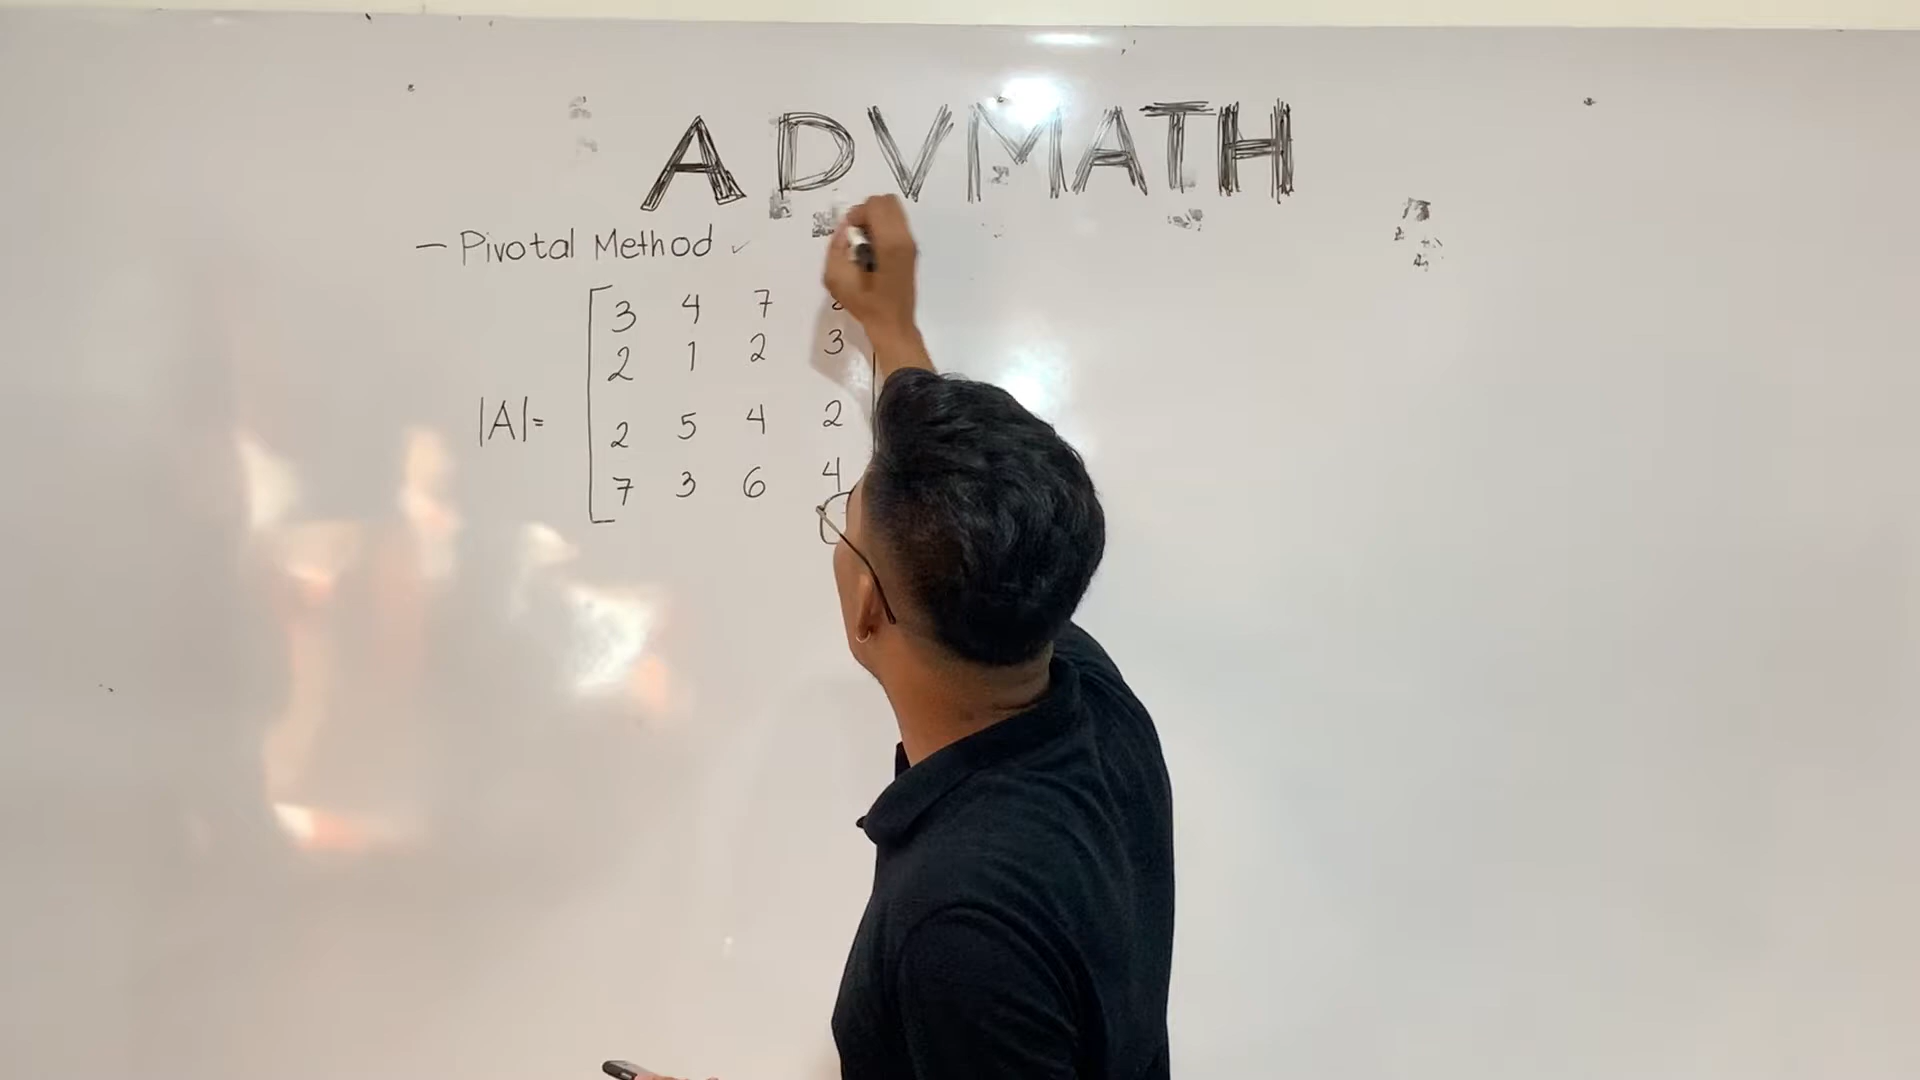 ADVMATH
- Pivotal Method ✓
3 4 7
2 1 2 3
|A|=
2 5 4 2
7 3 6 4